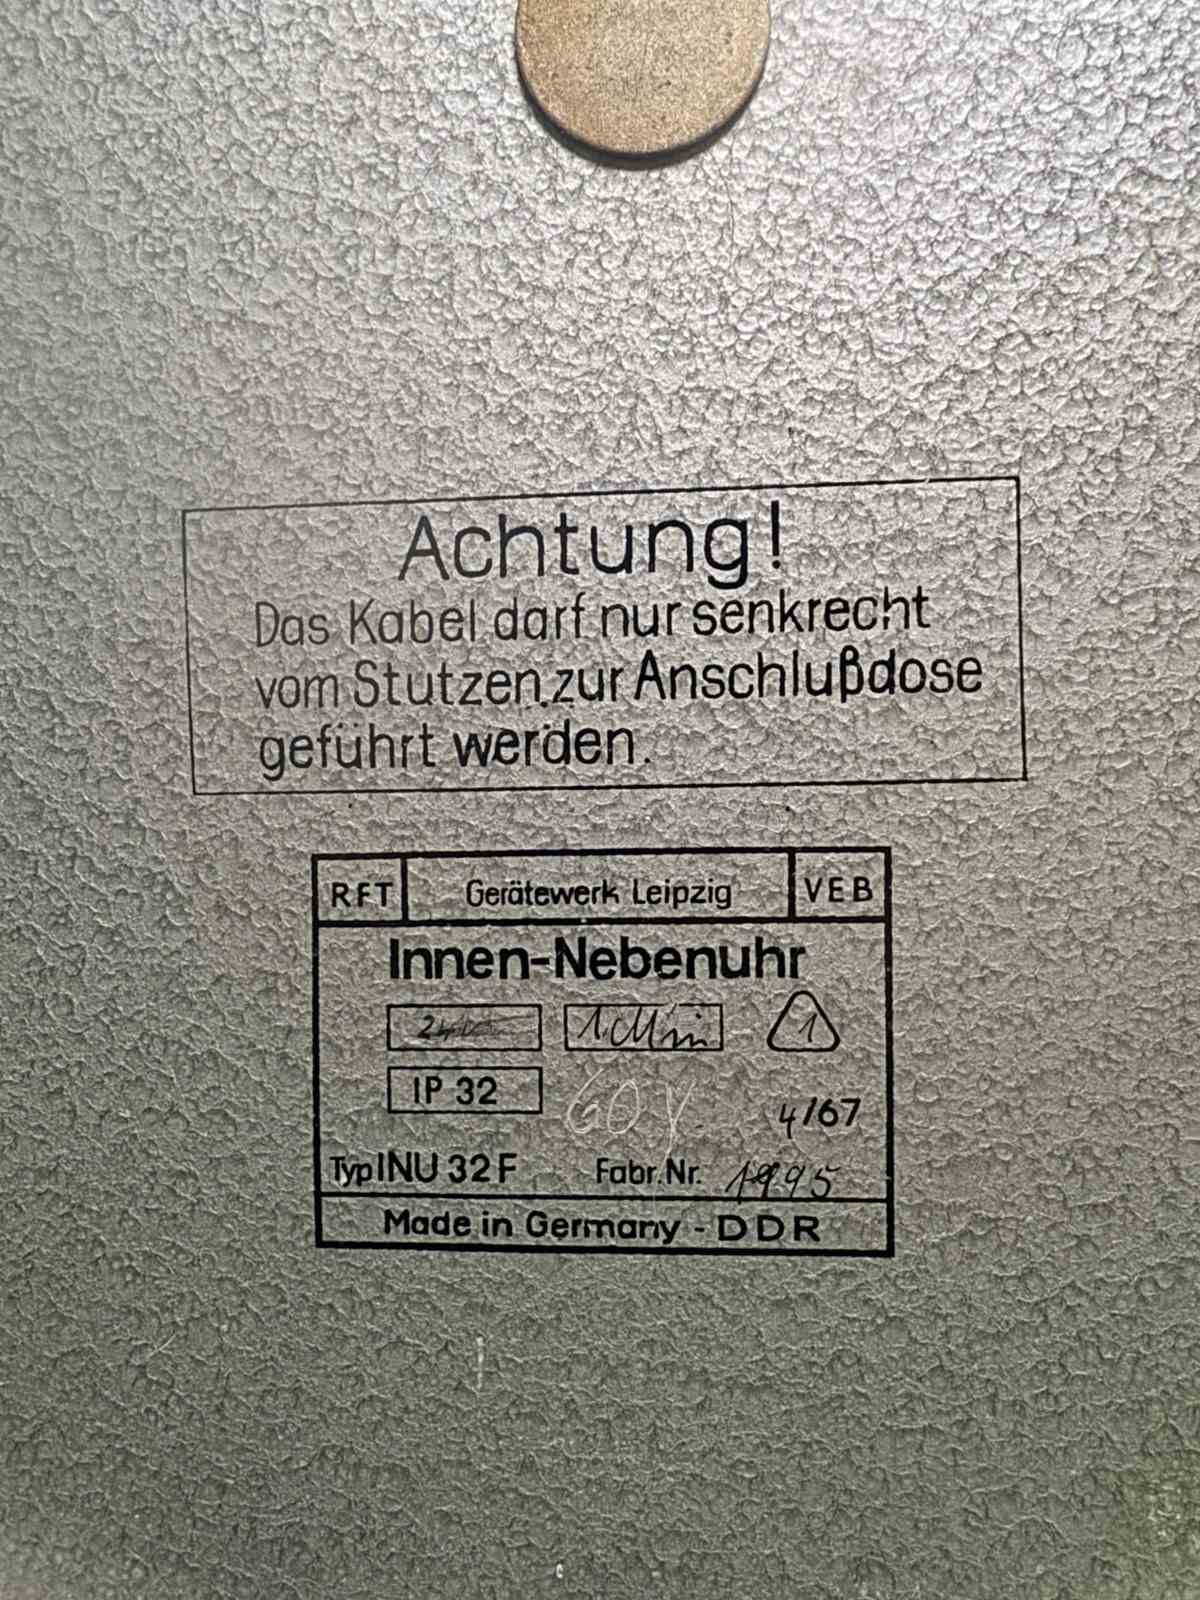 Achtung!
Das Kabel darf nur senkrecht
vom Stutzen zur Anschlußdose
geführt werden.
RFT Gerätewerk Leipzig VEB
Innen-Nebenuhr
1 Min 1
IP 32 60 V
4/67
Typ INU 32 F Fabr. Nr. 1995
Made in Germany - DDR